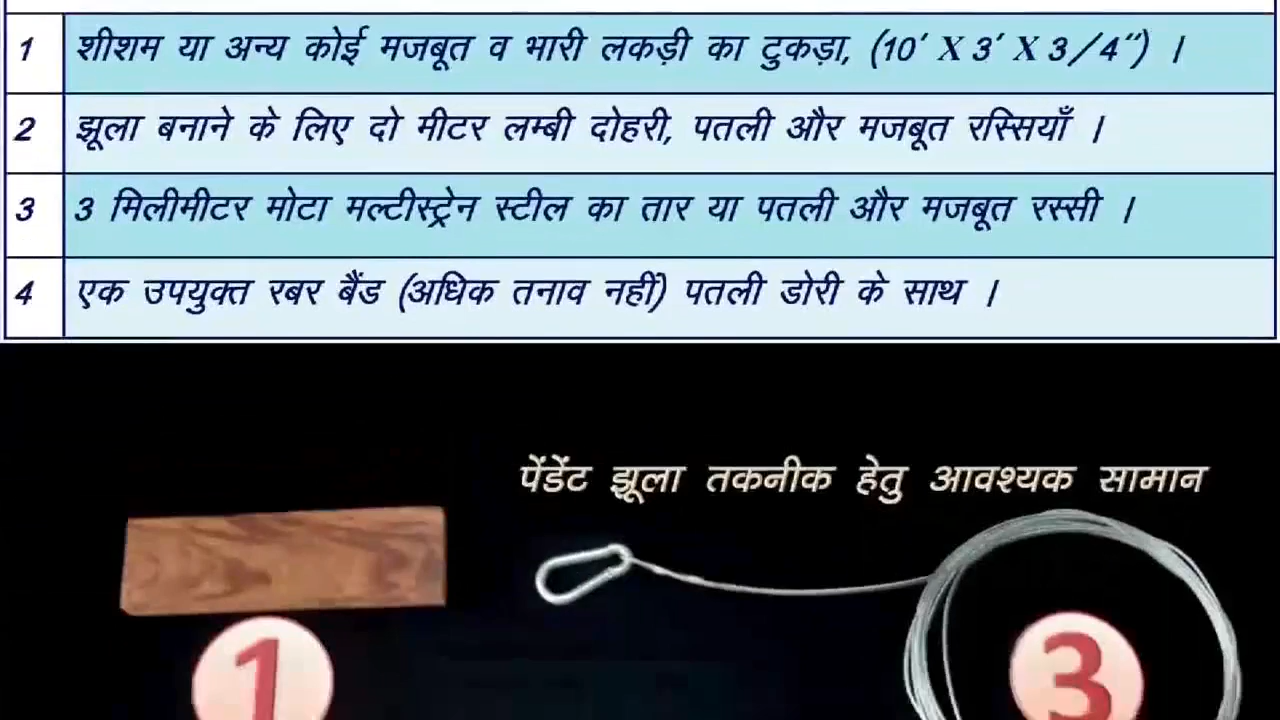 1 शीशम या अन्य कोई मजबूत व भारी लकड़ी का टुकड़ा, (10′ X 3′ X 3/4“) ।
2 झूला बनाने के लिए दो मीटर लम्बी दोहरी, पतली और मजबूत रस्सियाँ ।
3 3 मिलीमीटर मोटा मल्टीस्ट्रेन स्टील का तार या पतली और मजबूत रस्सी ।
4 एक उपयुक्त रबर बैंड (अधिक तनाव नहीं) पतली डोरी के साथ ।
पेंडेंट झूला तकनीक हेतु आवश्यक सामान
1 3